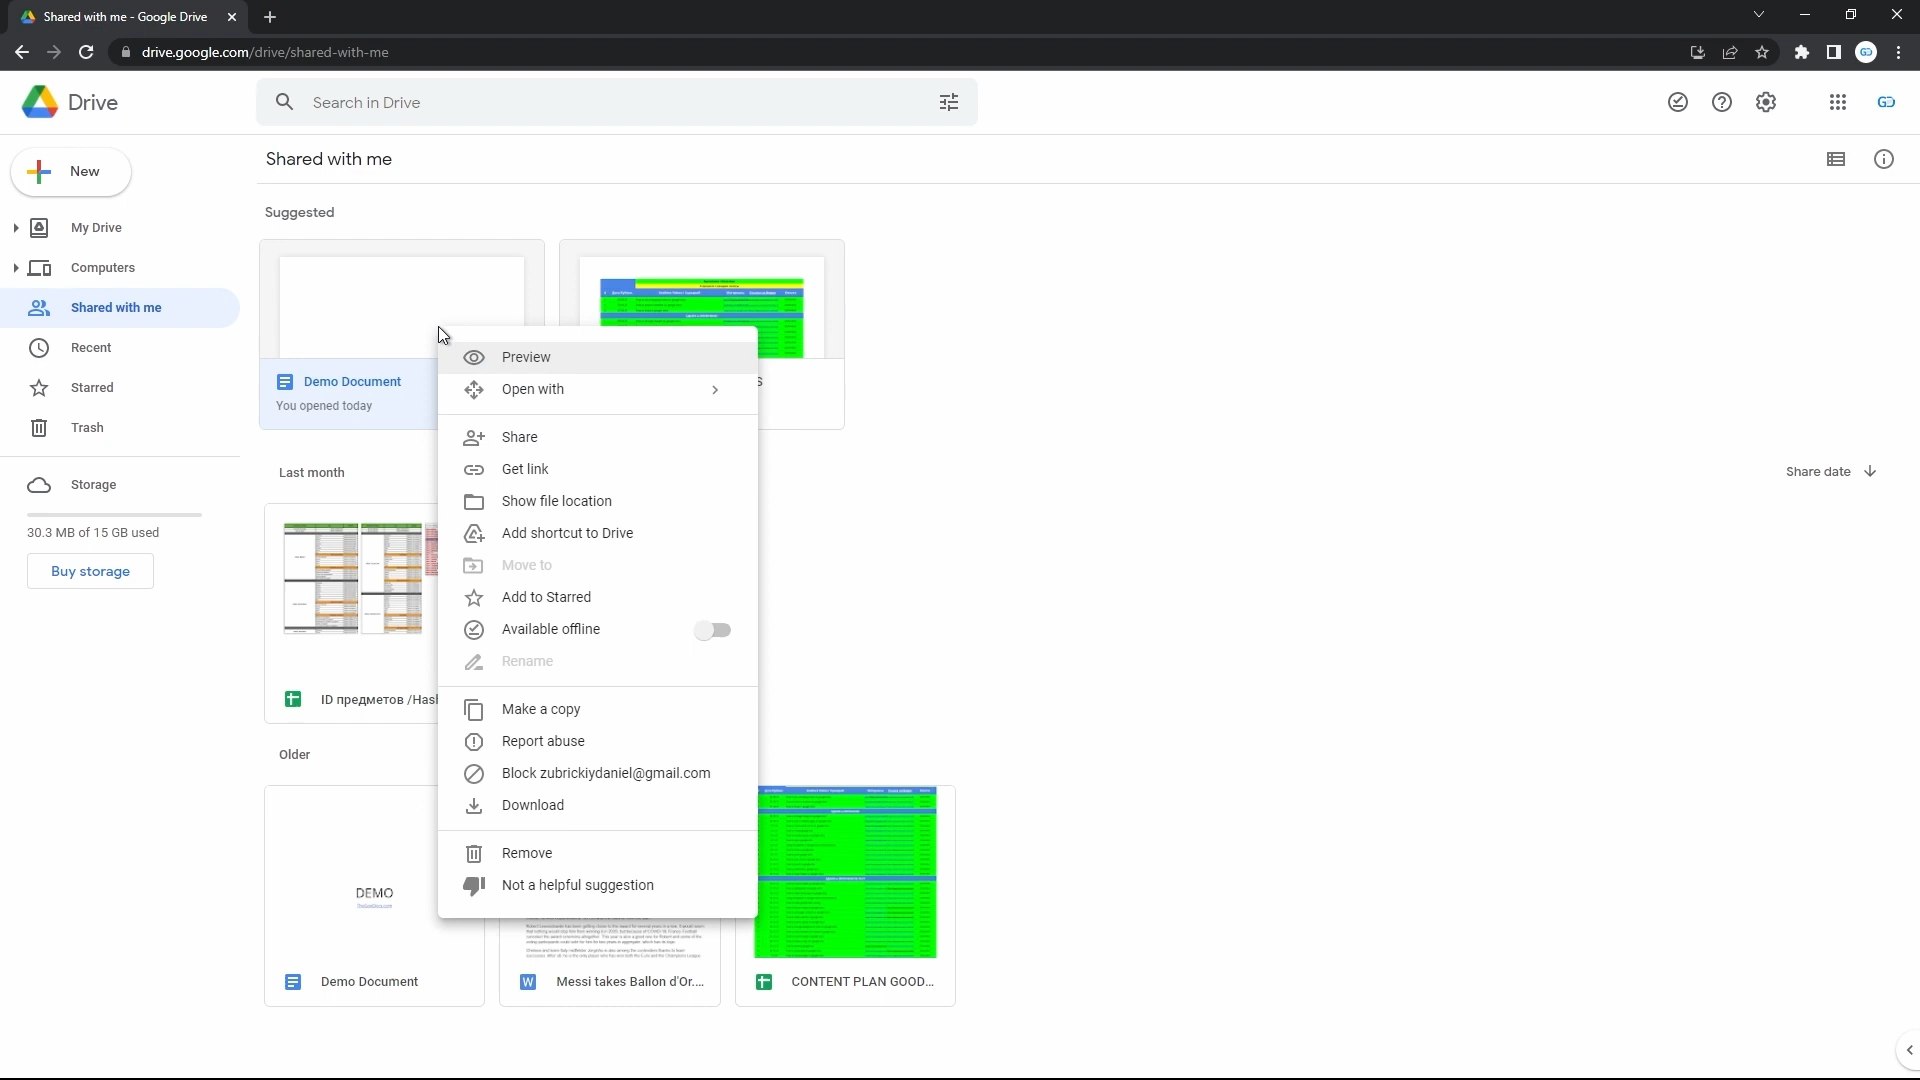 Shared with me - Google Drive
drive.google.com/drive/shared-with-me
Drive
Search in Drive
New
Shared with me
Suggested
My Drive
Computers
Shared with me
Recent
Starred
Trash
Storage
30.3 MB of 15 GB used
Buy storage
Demo Document
You opened today
S
Preview
Open with
Share
Get link
Show file location
Add shortcut to Drive
Move to
Add to Starred
Available offline
Rename
Make a copy
Report abuse
Block zubrickiydaniel@gmail.com
Download
Remove
Not a helpful suggestion
Last month
Share date
ID предметов /Hash
Older
DEMO
Demo Document
Messi takes Ballon d'Or....
CONTENT PLAN GOOD...